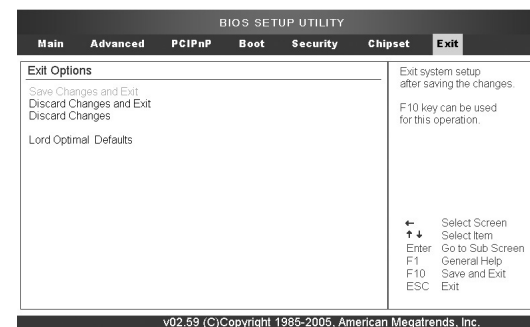 BIOS SETUP UTILITY
Main Advanced PCIPnP Boot Security Chipset Exit
Exit Options
Save Changes and Exit
Discard Changes and Exit
Discard Changes
Lord Optimal Defaults
Exit system setup
after saving the changes.
F10 key can be used
for this operation.
← Select Screen
↑↓ Select Item
Enter Go to Sub Screen
F1 General Help
F10 Save and Exit
ESC Exit
v02.59 (C)Copyright 1985-2005, American Megatrends, Inc.